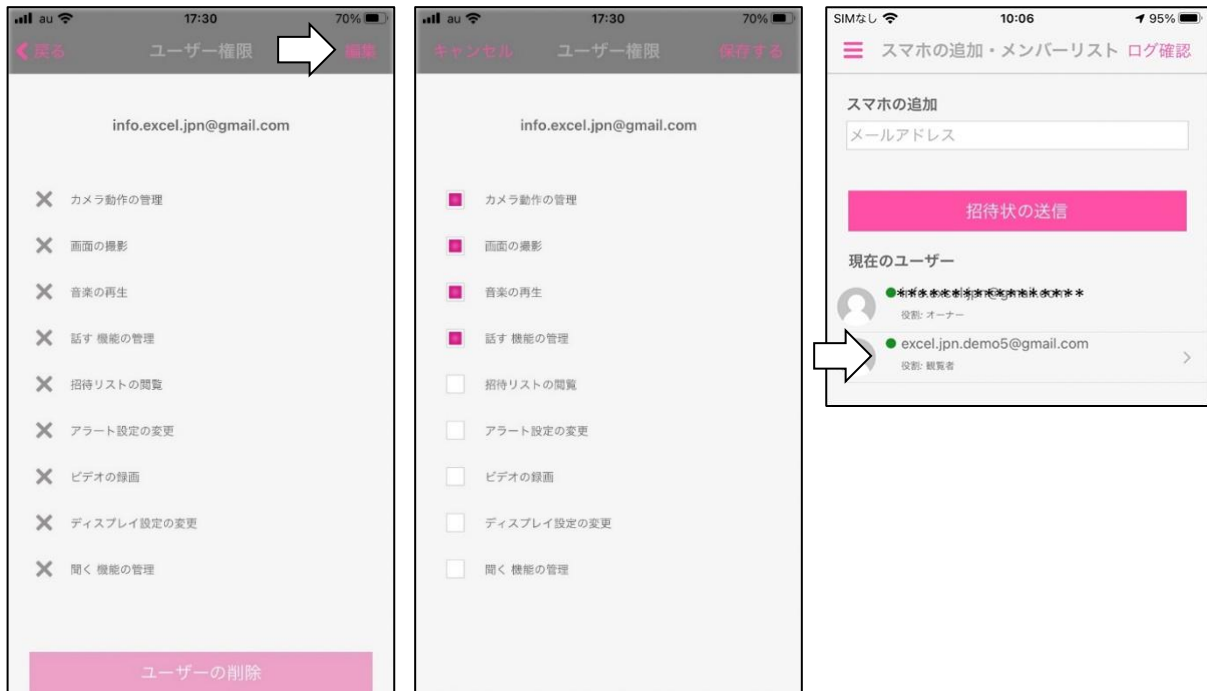 au 17:30 70%
戻る ユーザー権限 編集
info.excel.jpn@gmail.com
カメラ動作の管理
画面の撮影
音楽の再生
話す 機能の管理
招待リストの閲覧
アラート設定の変更
ビデオの録画
ディスプレイ設定の変更
聞く 機能の管理
ユーザーの削除
au 17:30 70%
キャンセル ユーザー権限 保存する
info.excel.jpn@gmail.com
カメラ動作の管理
画面の撮影
音楽の再生
話す 機能の管理
招待リストの閲覧
アラート設定の変更
ビデオの録画
ディスプレイ設定の変更
聞く 機能の管理
SIMなし 10:06 95%
スマホの追加・メンバーリスト ログ確認
スマホの追加
メールアドレス
招待状の送信
現在のユーザー
役割: オーナー
excel.jpn.demo5@gmail.com
役割: 観覧者